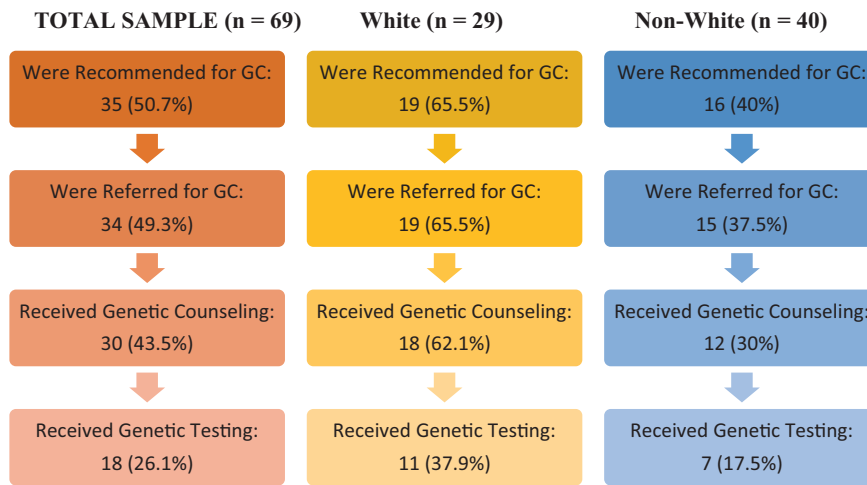 TOTAL SAMPLE (n = 69)
Were Recommended for GC:
35 (50.7%)
Were Referred for GC:
34 (49.3%)
Received Genetic Counseling:
30 (43.5%)
Received Genetic Testing:
18 (26.1%)
White (n = 29)
Were Recommended for GC:
19 (65.5%)
Were Referred for GC:
19 (65.5%)
Received Genetic Counseling:
18 (62.1%)
Received Genetic Testing:
11 (37.9%)
Non-White (n = 40)
Were Recommended for GC:
16 (40%)
Were Referred for GC:
15 (37.5%)
Received Genetic Counseling:
12 (30%)
Received Genetic Testing:
7 (17.5%)